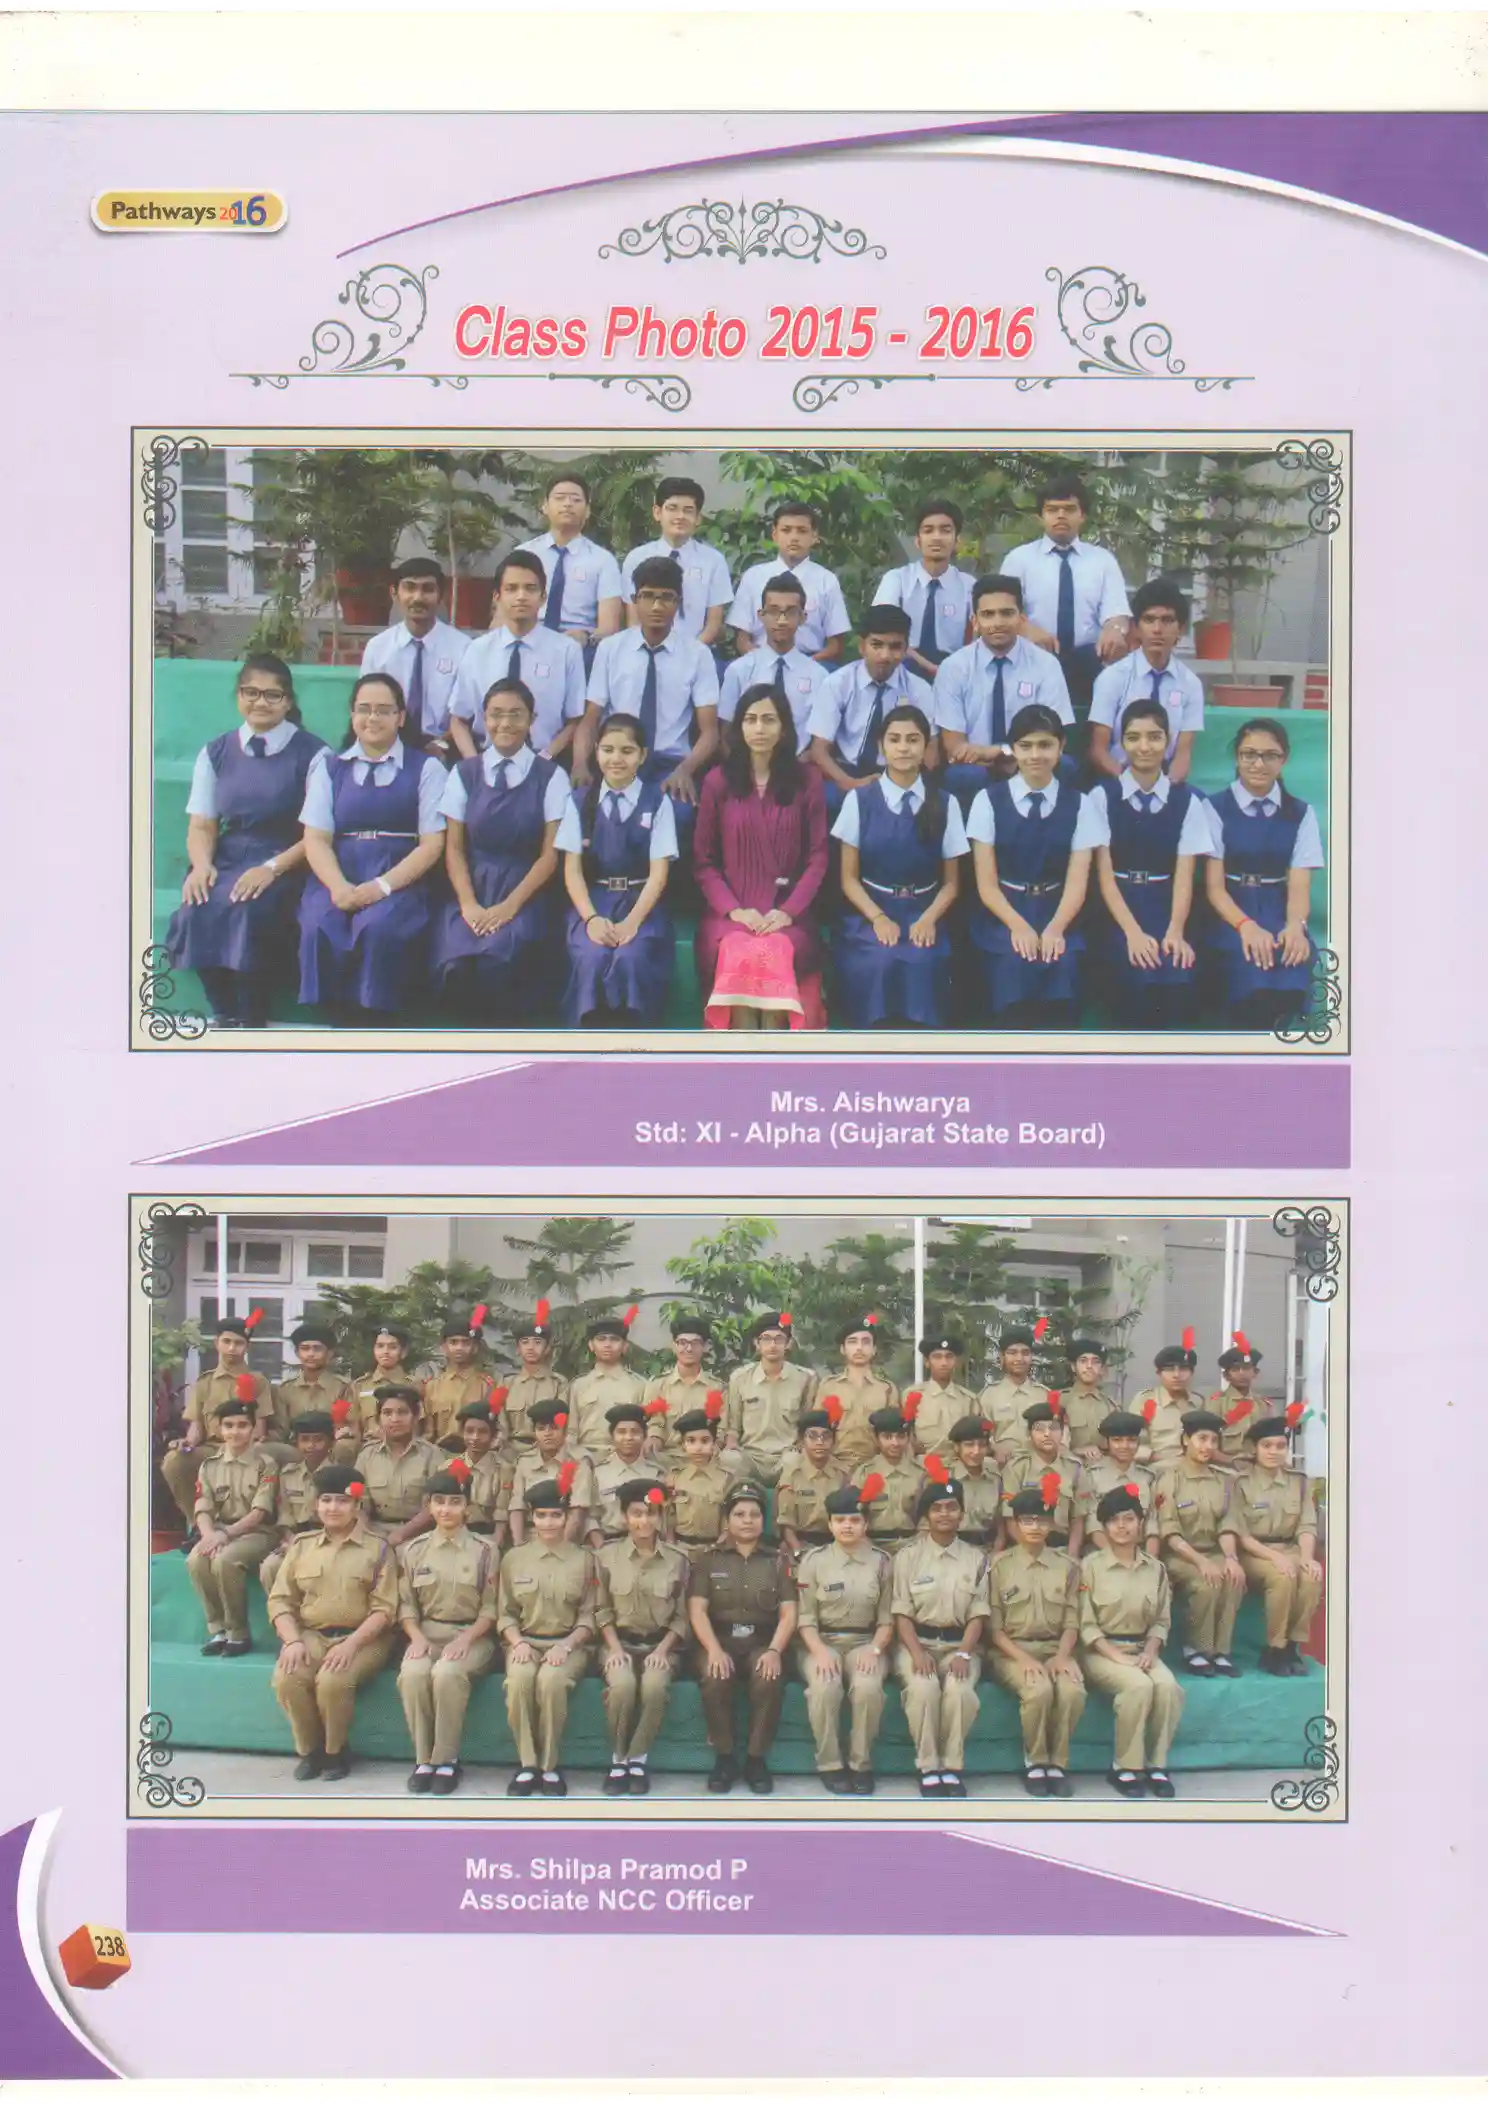 Pathways 2016
Class Photo 2015 - 2016
Mrs. Aishwarya
Std: XI - Alpha (Gujarat State Board)
Mrs. Shilpa Pramod P
Associate NCC Officer
238